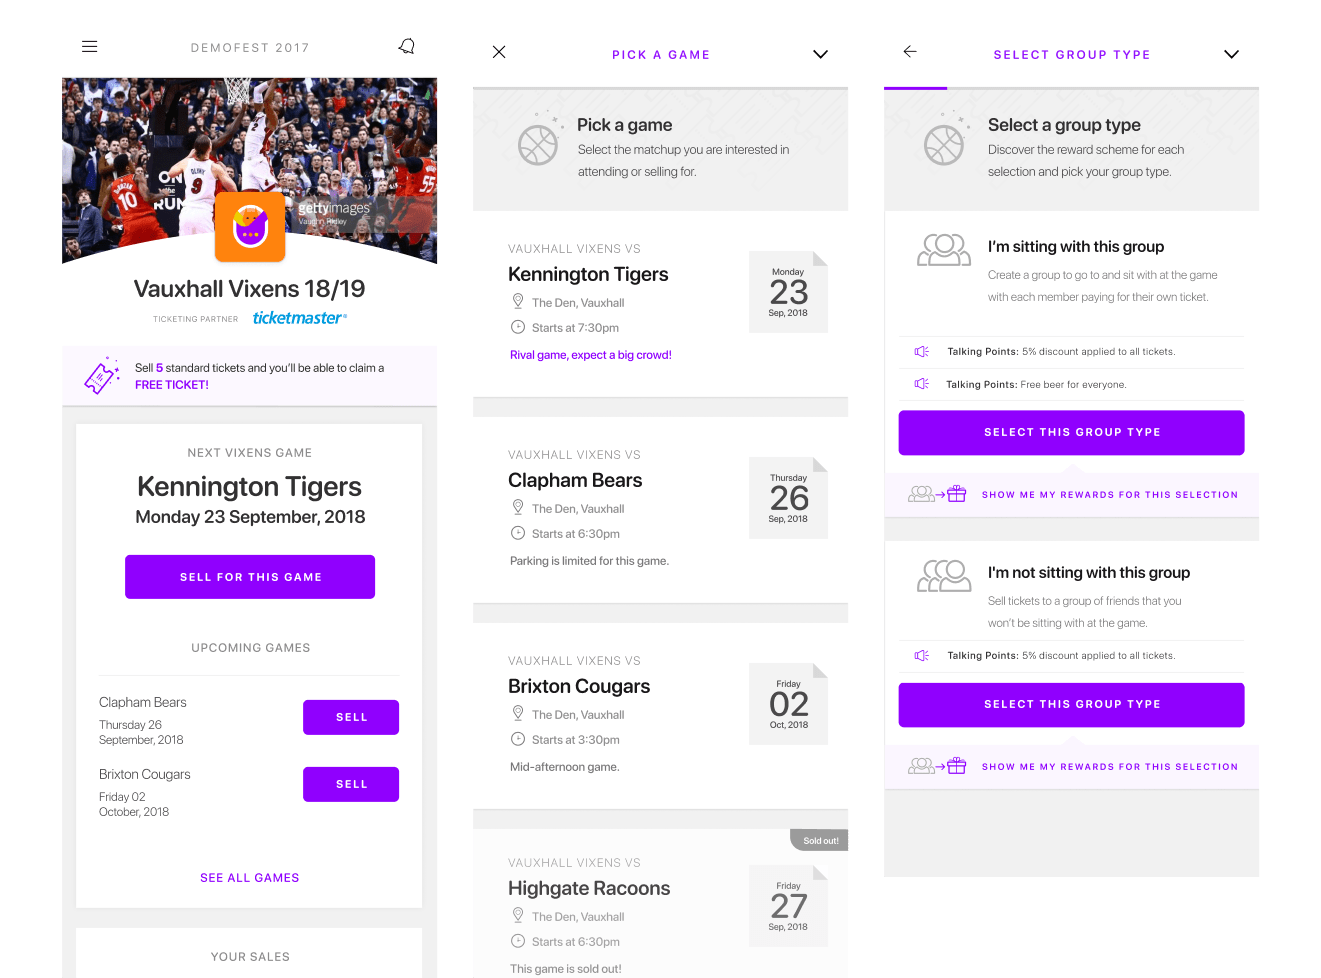 DEMOFEST 2017
gettyimages
Vaughn Ridley
Vauxhall Vixens 18/19
TICKETING PARTNER ticketmaster®
Sell 5 standard tickets and you'll be able to claim a
FREE TICKET!
NEXT VIXENS GAME
Kennington Tigers
Monday 23 September, 2018
SELL FOR THIS GAME
UPCOMING GAMES
Clapham Bears
Thursday 26
September, 2018
SELL
Brixton Cougars
Friday 02
October, 2018
SELL
SEE ALL GAMES
YOUR SALES
PICK A GAME
Pick a game
Select the matchup you are interested in
attending or selling for.
VAUXHALL VIXENS VS
Kennington Tigers
The Den, Vauxhall
Starts at 7:30pm
Rival game, expect a big crowd!
Monday
23
Sep, 2018
VAUXHALL VIXENS VS
Clapham Bears
The Den, Vauxhall
Starts at 6:30pm
Parking is limited for this game.
Thursday
26
Sep, 2018
VAUXHALL VIXENS VS
Brixton Cougars
The Den, Vauxhall
Starts at 3:30pm
Mid-afternoon game.
Friday
02
Oct, 2018
Sold out!
VAUXHALL VIXENS VS
Highgate Racoons
The Den, Vauxhall
Starts at 6:30pm
This game is sold out!
Friday
27
Sep, 2018
SELECT GROUP TYPE
Select a group type
Discover the reward scheme for each
selection and pick your group type.
I'm sitting with this group
Create a group to go to and sit with at the game
with each member paying for their own ticket.
Talking Points: 5% discount applied to all tickets.
Talking Points: Free beer for everyone.
SELECT THIS GROUP TYPE
SHOW ME MY REWARDS FOR THIS SELECTION
I'm not sitting with this group
Sell tickets to a group of friends that you
won't be sitting with at the game.
Talking Points: 5% discount applied to all tickets.
SELECT THIS GROUP TYPE
SHOW ME MY REWARDS FOR THIS SELECTION